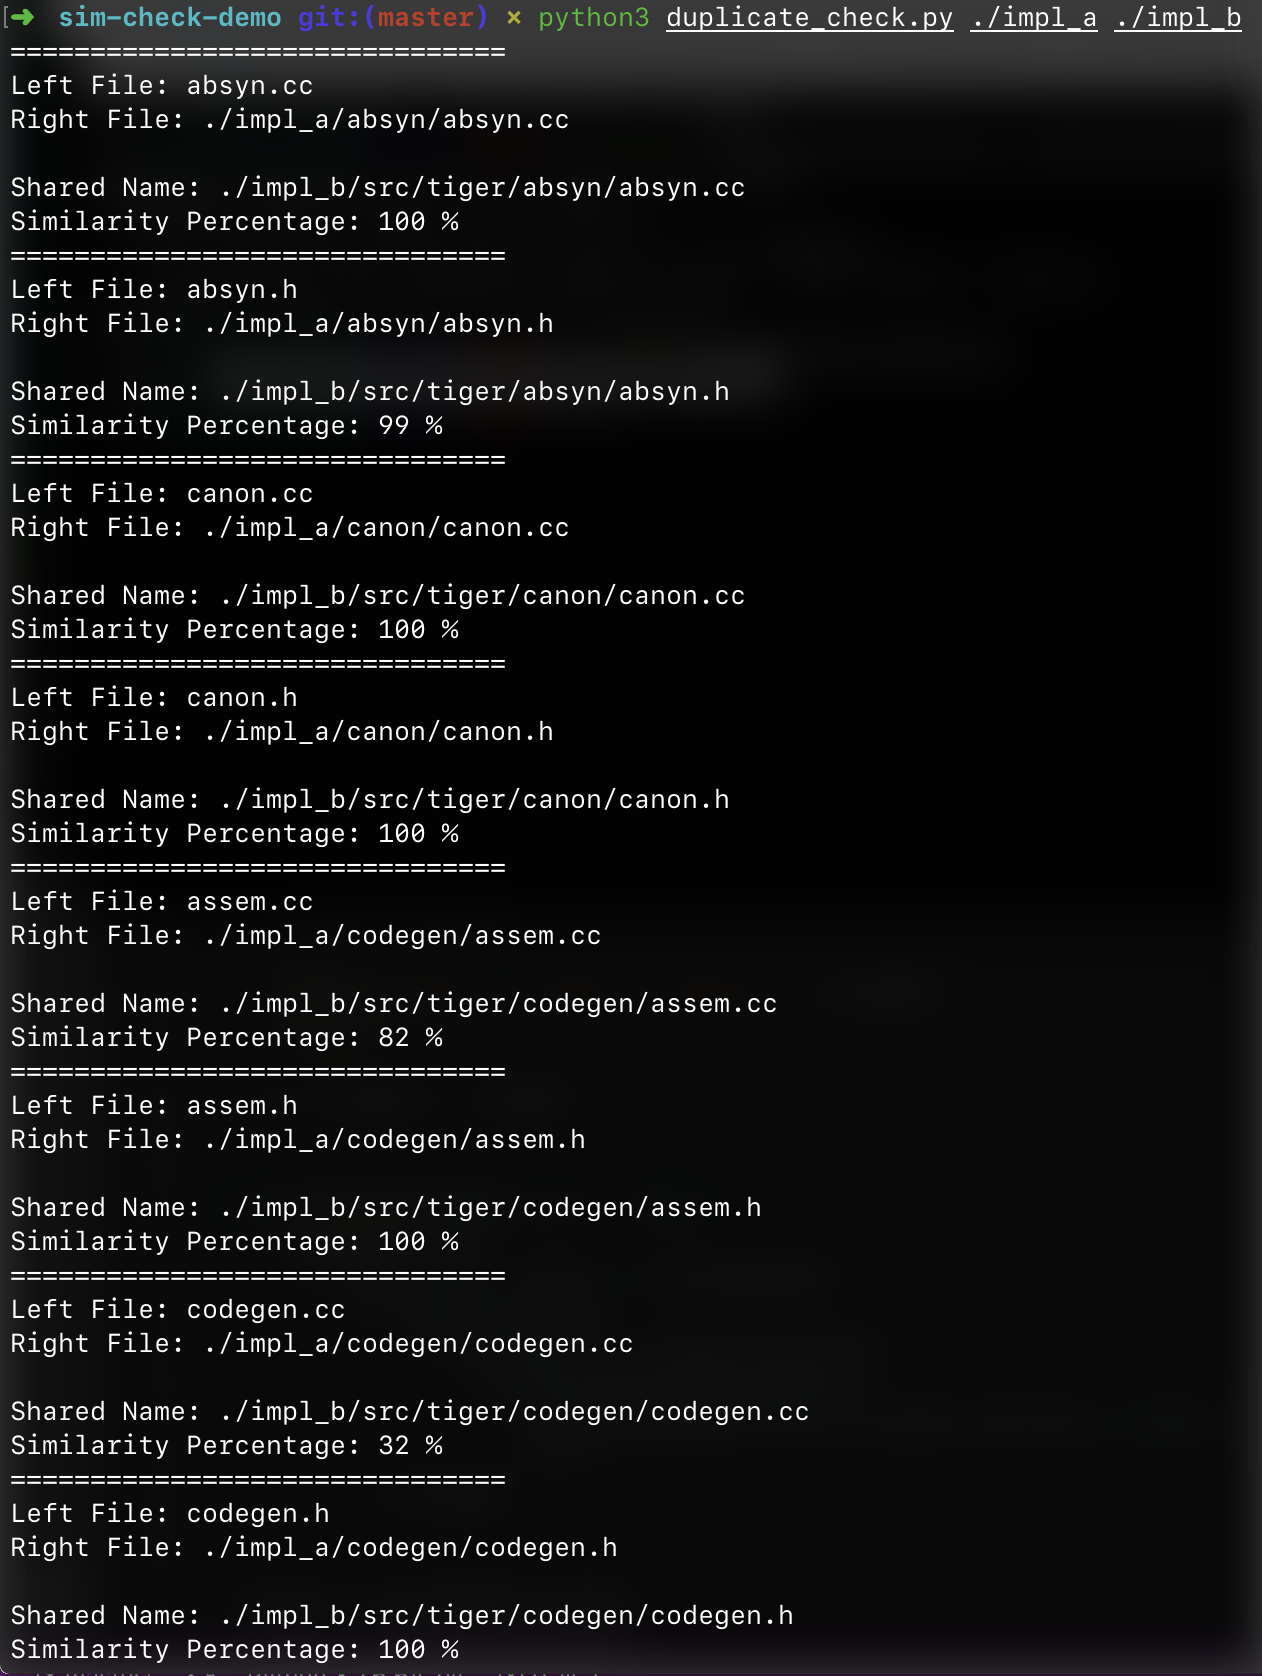 [➜ sim-check-demo git:(master) × python3 duplicate_check.py ./impl_a ./impl_b
===============================
Left File: absyn.cc
Right File: ./impl_a/absyn/absyn.cc
Shared Name: ./impl_b/src/tiger/absyn/absyn.cc
Similarity Percentage: 100 %
===============================
Left File: absyn.h
Right File: ./impl_a/absyn/absyn.h
Shared Name: ./impl_b/src/tiger/absyn/absyn.h
Similarity Percentage: 99 %
===============================
Left File: canon.cc
Right File: ./impl_a/canon/canon.cc
Shared Name: ./impl_b/src/tiger/canon/canon.cc
Similarity Percentage: 100 %
===============================
Left File: canon.h
Right File: ./impl_a/canon/canon.h
Shared Name: ./impl_b/src/tiger/canon/canon.h
Similarity Percentage: 100 %
===============================
Left File: assem.cc
Right File: ./impl_a/codegen/assem.cc
Shared Name: ./impl_b/src/tiger/codegen/assem.cc
Similarity Percentage: 82 %
===============================
Left File: assem.h
Right File: ./impl_a/codegen/assem.h
Shared Name: ./impl_b/src/tiger/codegen/assem.h
Similarity Percentage: 100 %
===============================
Left File: codegen.cc
Right File: ./impl_a/codegen/codegen.cc
Shared Name: ./impl_b/src/tiger/codegen/codegen.cc
Similarity Percentage: 32 %
===============================
Left File: codegen.h
Right File: ./impl_a/codegen/codegen.h
Shared Name: ./impl_b/src/tiger/codegen/codegen.h
Similarity Percentage: 100 %